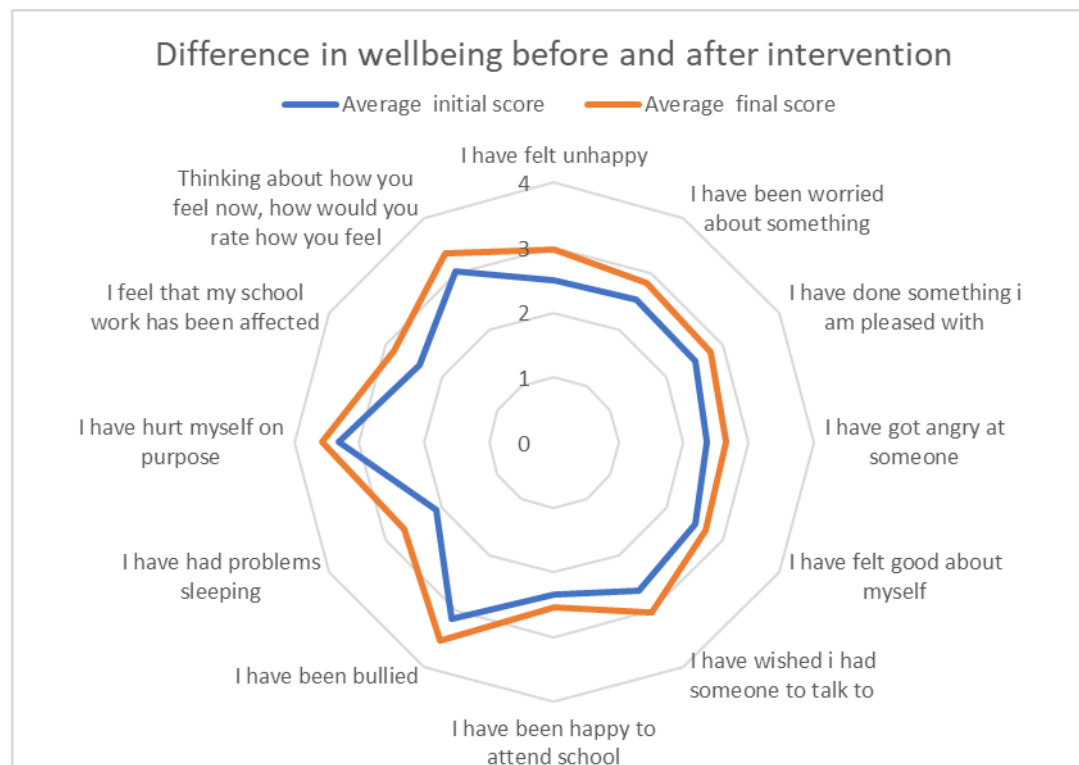 Difference in wellbeing before and after intervention
Average initial score
Average final score
I have felt unhappy
I have been worried
about something
I have done something i
am pleased with
I have got angry at
someone
I have felt good about
myself
I have wished i had
someone to talk to
I have been happy to
attend school
I have been bullied
I have had problems
sleeping
I have hurt myself on
purpose
I feel that my school
work has been affected
Thinking about how you
feel now, how would you
rate how you feel
4
3
2
1
0